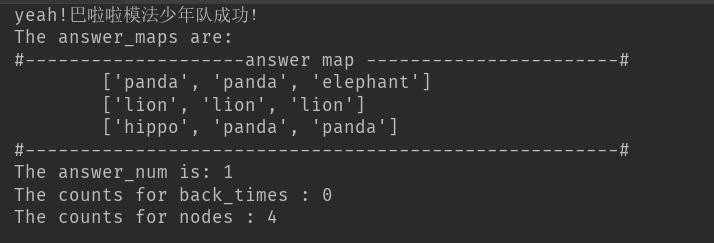 yeah!巴啦啦模法少年队成功!
The answer_maps are:
#--------------------answer map -----------------------#
['panda', 'panda', 'elephant']
['lion', 'lion', 'lion']
['hippo', 'panda', 'panda']
#------------------------------------------------------#
The answer_num is: 1
The counts for back_times : 0
The counts for nodes : 4